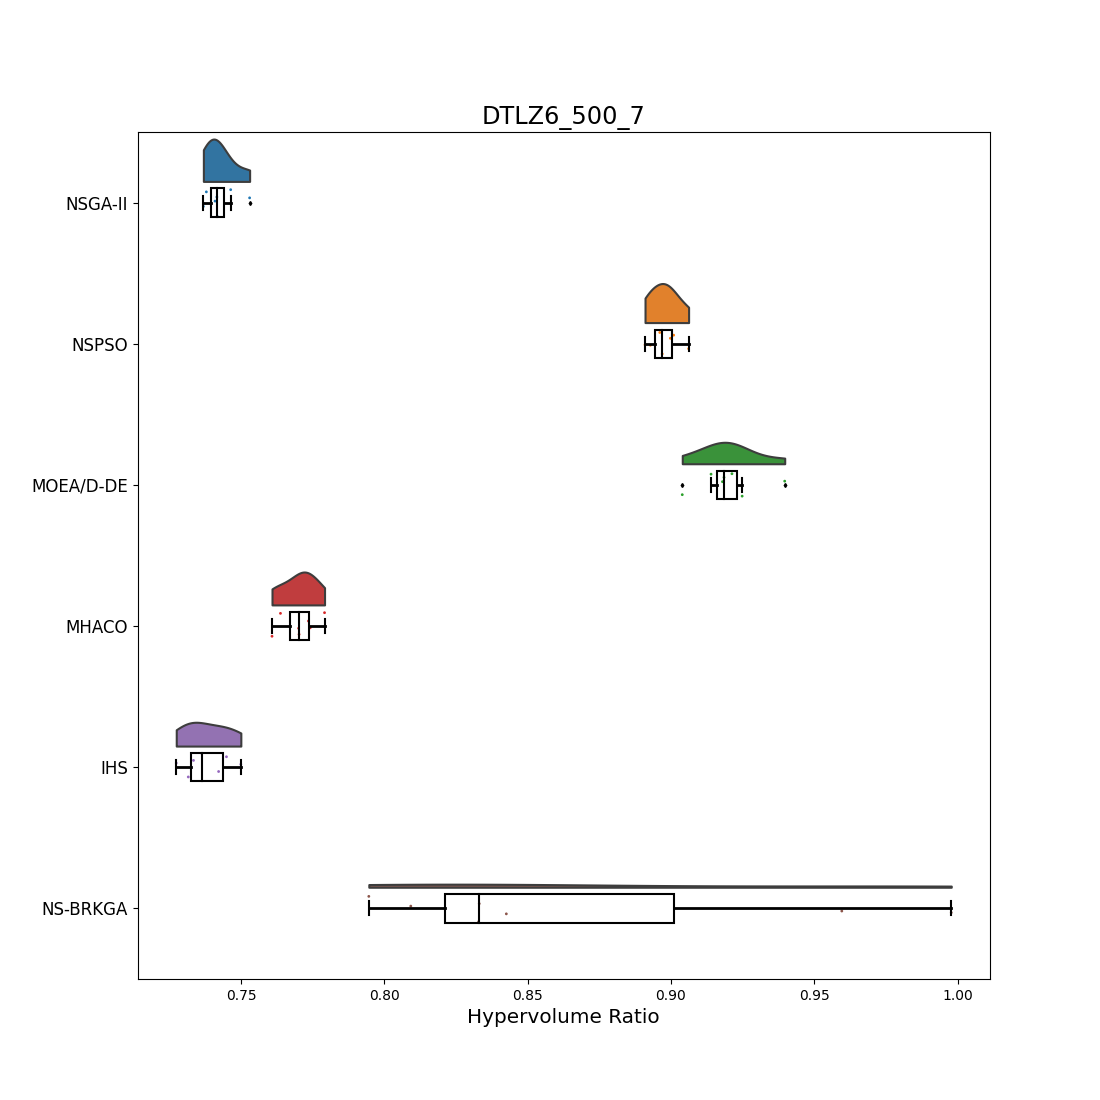 DTLZ6_500_7
NSGA-II
NSPSO
MOEA/D-DE
MHACO
IHS
NS-BRKGA
0.75 0.80 0.85 0.90 0.95 1.00
Hypervolume Ratio